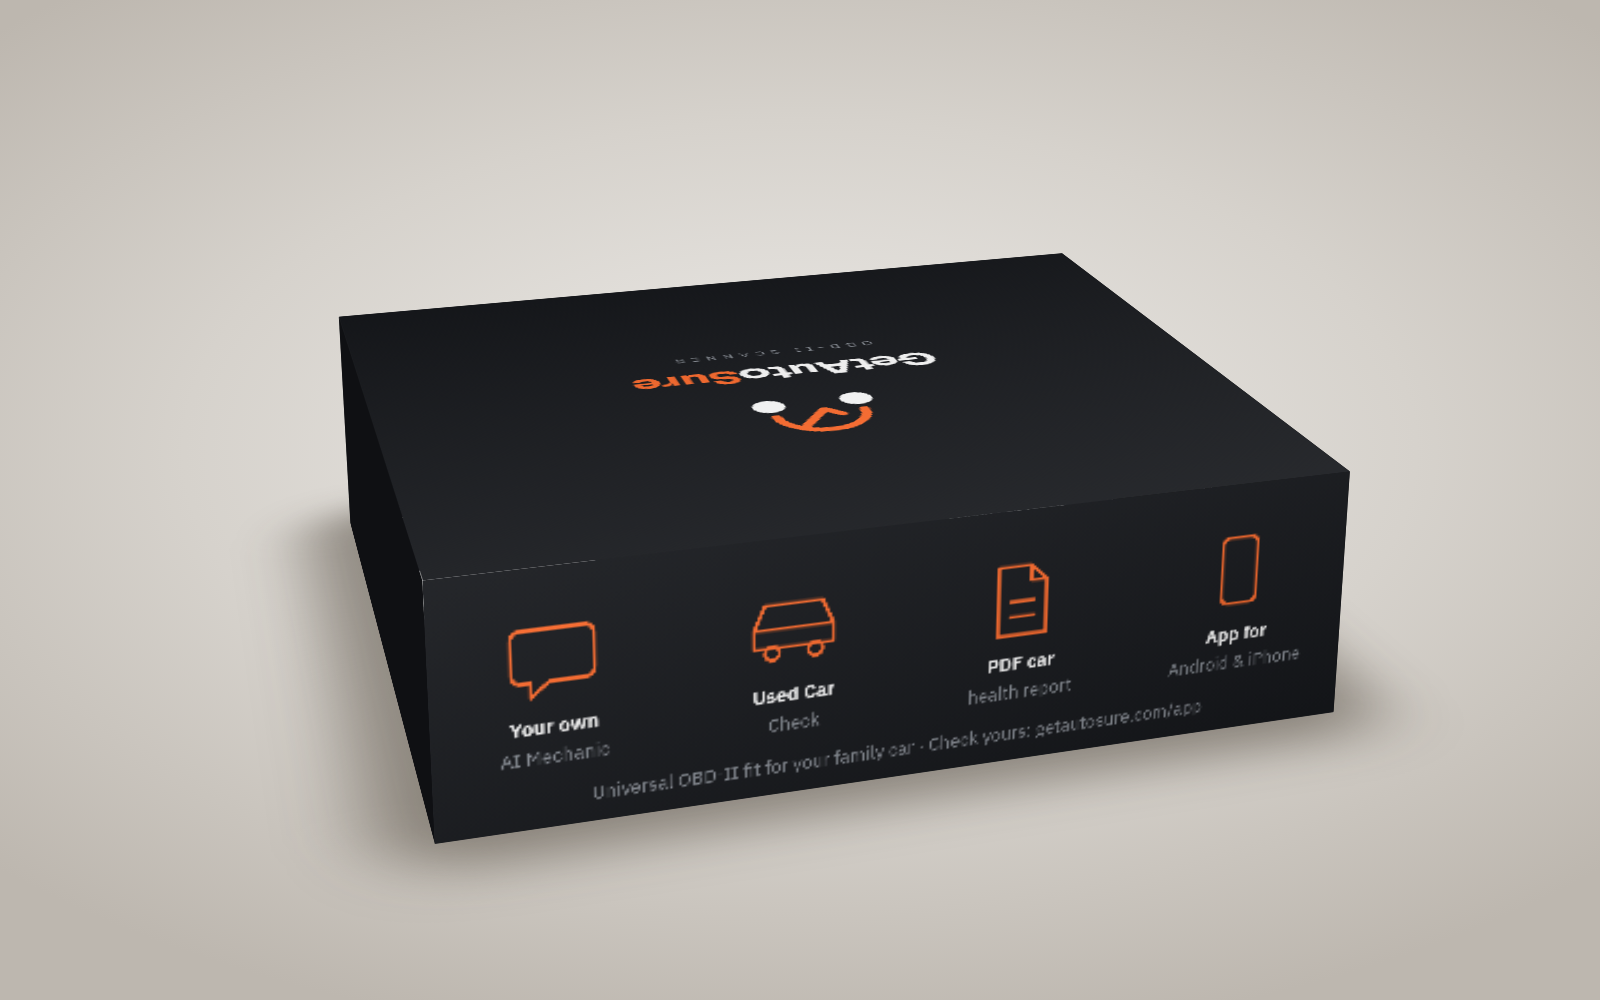 GetAutoSure
OBD-II SCANNER
Your own
AI Mechanic
Used Car
Check
PDF car
health report
App for
Android & iPhone
Universal OBD-II fit for your family car · Check yours: getautosure.com/app